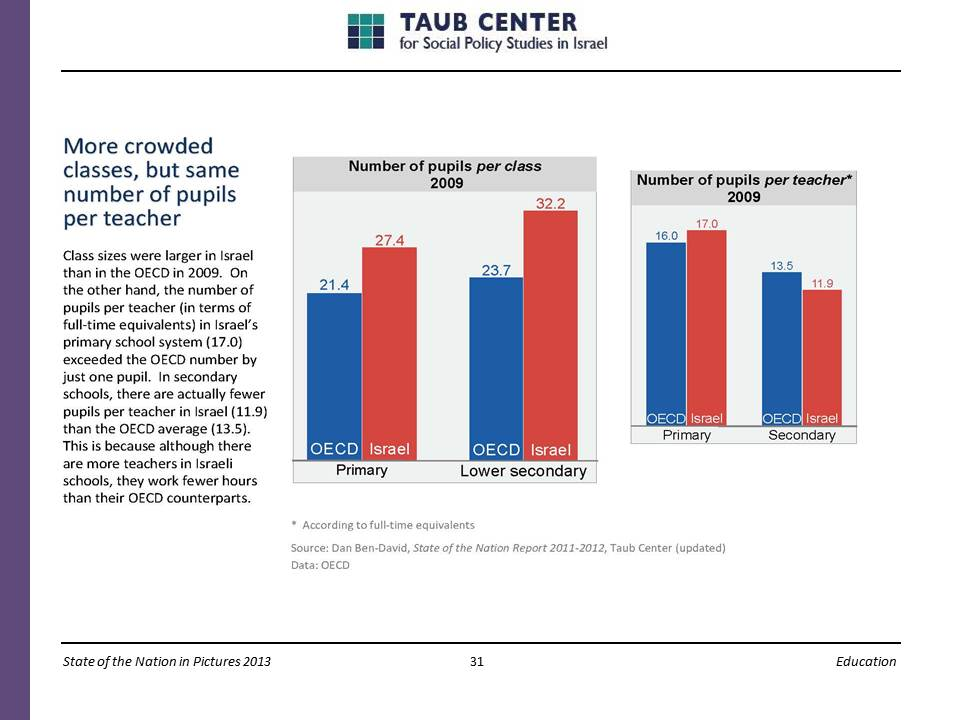 TAUB CENTER
for Social Policy Studies in Israel
More crowded
classes, but same
number of pupils
per teacher
Class sizes were larger in Israel
than in the OECD in 2009.  On
the other hand, the number of
pupils per teacher (in terms of
full-time equivalents) in Israel's
primary school system (17.0)
exceeded the OECD number by
just one pupil.  In secondary
schools, there are actually fewer
pupils per teacher in Israel (11.9)
than the OECD average (13.5).
This is because although there
are more teachers in Israeli
schools, they work fewer hours
than their OECD counterparts.
Number of pupils per class
2009
21.4
27.4
23.7
32.2
OECD Israel OECD Israel
Primary Lower secondary
Number of pupils per teacher*
2009
16.0
17.0
13.5
11.9
OECD Israel OECD Israel
Primary Secondary
* According to full-time equivalents
Source: Dan Ben-David, State of the Nation Report 2011-2012, Taub Center (updated)
Data: OECD
State of the Nation in Pictures 2013 31 Education